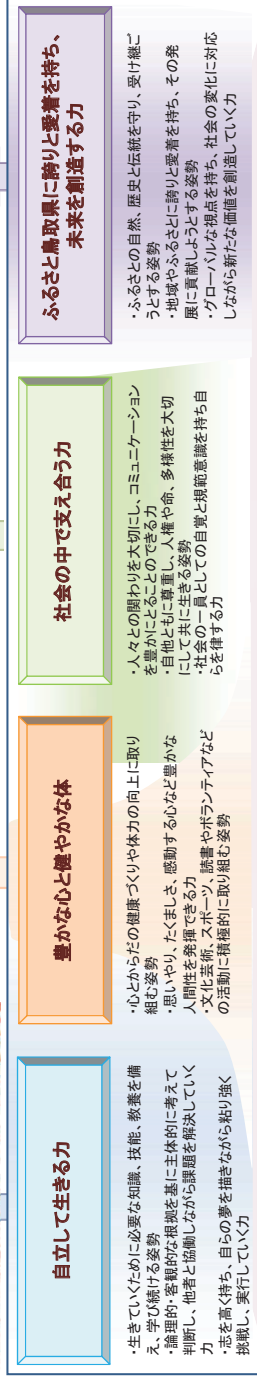 自立して生きる力
・生きていくために必要な知識、技能、教養を備
え、学び続ける姿勢
・論理的・客観的な根拠を基に主体的に考えて
判断し、他者と協働しながら課題を解決していく
力
・志を高く持ち、自らの夢を描きながら粘り強く
挑戦し、実行していく力
豊かな心と健やかな体
・心とからだの健康づくりや体力の向上に取り
組む姿勢
・思いやり、たくましさ、感動する心など豊かな
人間性を発揮できる力
・文化芸術、スポーツ、読書やボランティアなど
の活動に積極的に取り組む姿勢
社会の中で支え合う力
・人々との関わりを大切にし、コミュニケーション
を豊かにとることのできる力
・自他ともに尊重し、人権や命、多様性を大切
にして共に生きる姿勢
・社会の一員としての自覚と規範意識を持ち自
らを律する力
ふるさと鳥取県に誇りと愛着を持ち、
未来を創造する力
・ふるさとの自然、歴史と伝統を守り、受け継ご
うとする姿勢
・地域やふるさとに誇りと愛着を持ち、その発
展に貢献しようとする姿勢
・グローバルな視点を持ち、社会の変化に対応
しながら新たな価値を創造していく力